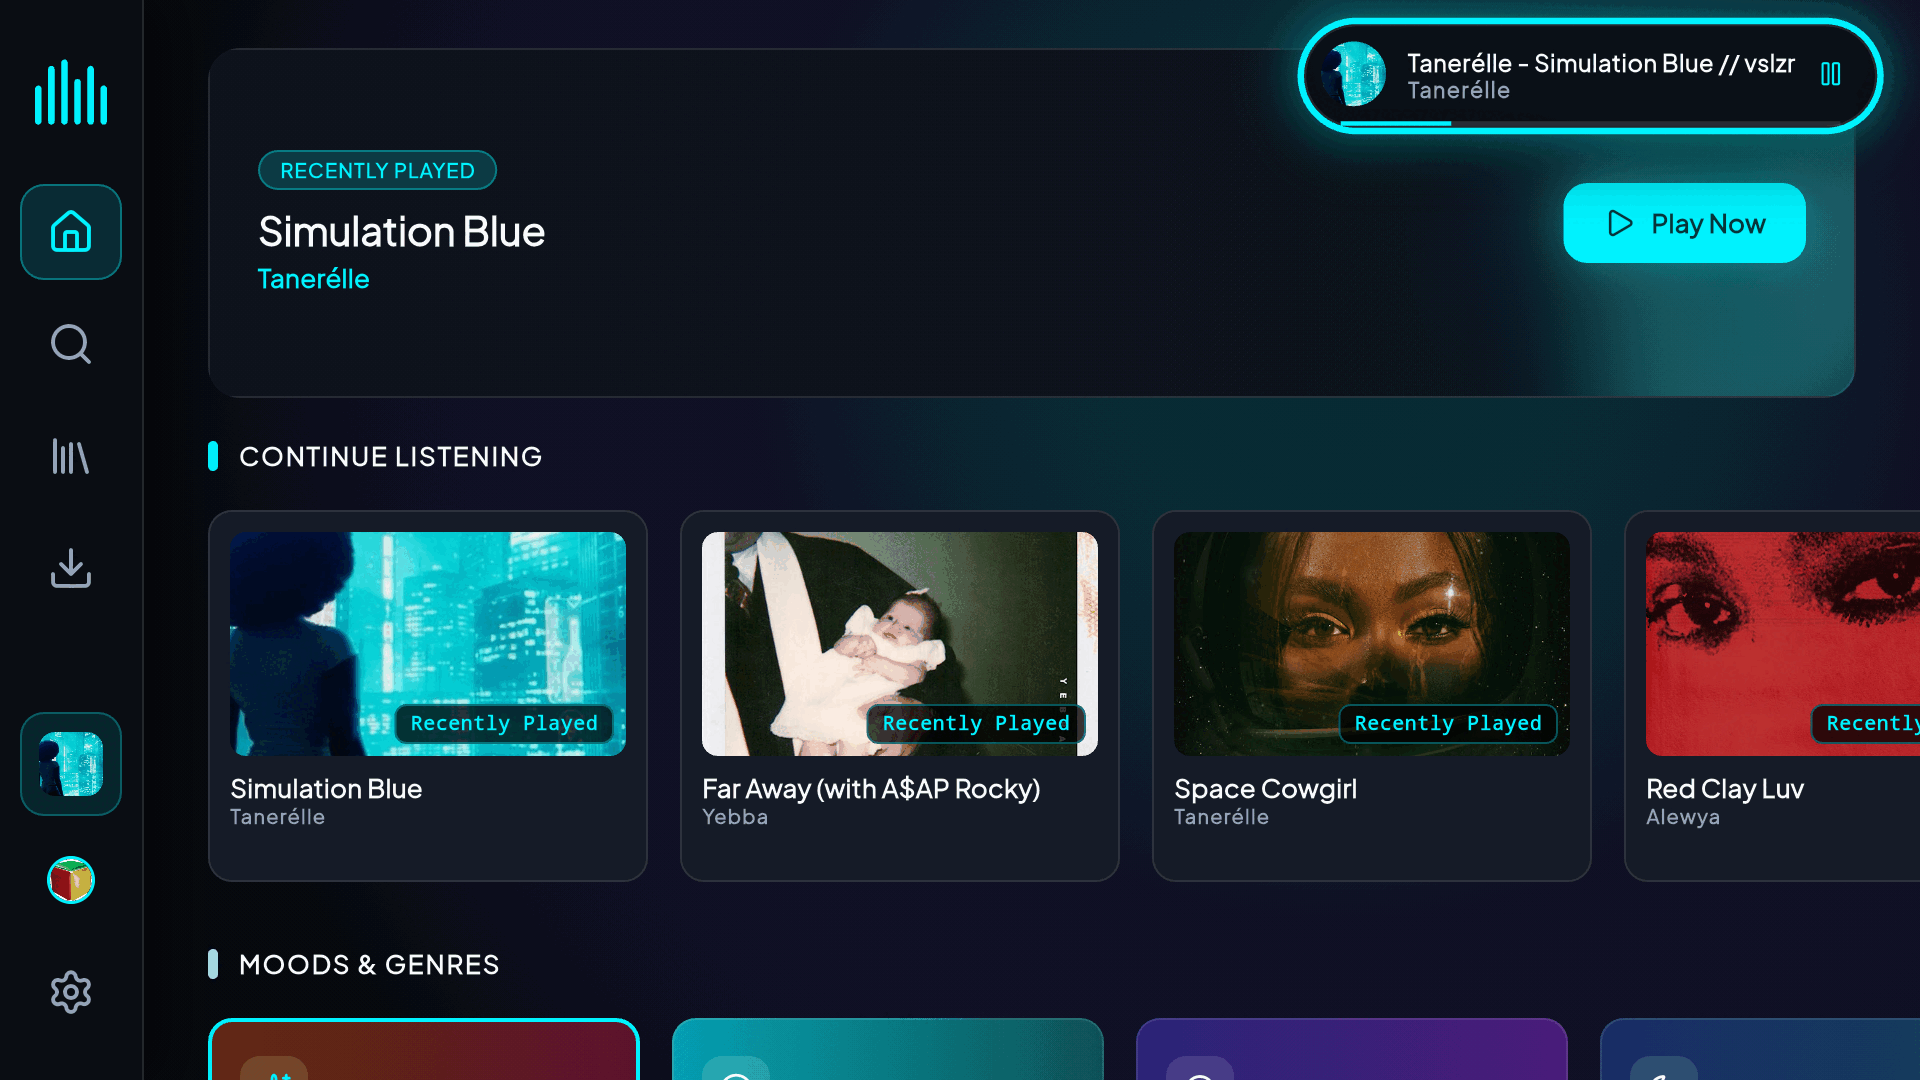 Tanerélle - Simulation Blue // vslzr
Tanerélle
RECENTLY PLAYED
Simulation Blue
Tanerélle
Play Now
CONTINUE LISTENING
Recently Played
Simulation Blue
Tanerélle
Recently Played
Far Away (with A$AP Rocky)
Yebba
Recently Played
Space Cowgirl
Tanerélle
Recently
Red Clay Luv
Alewya
MOODS & GENRES